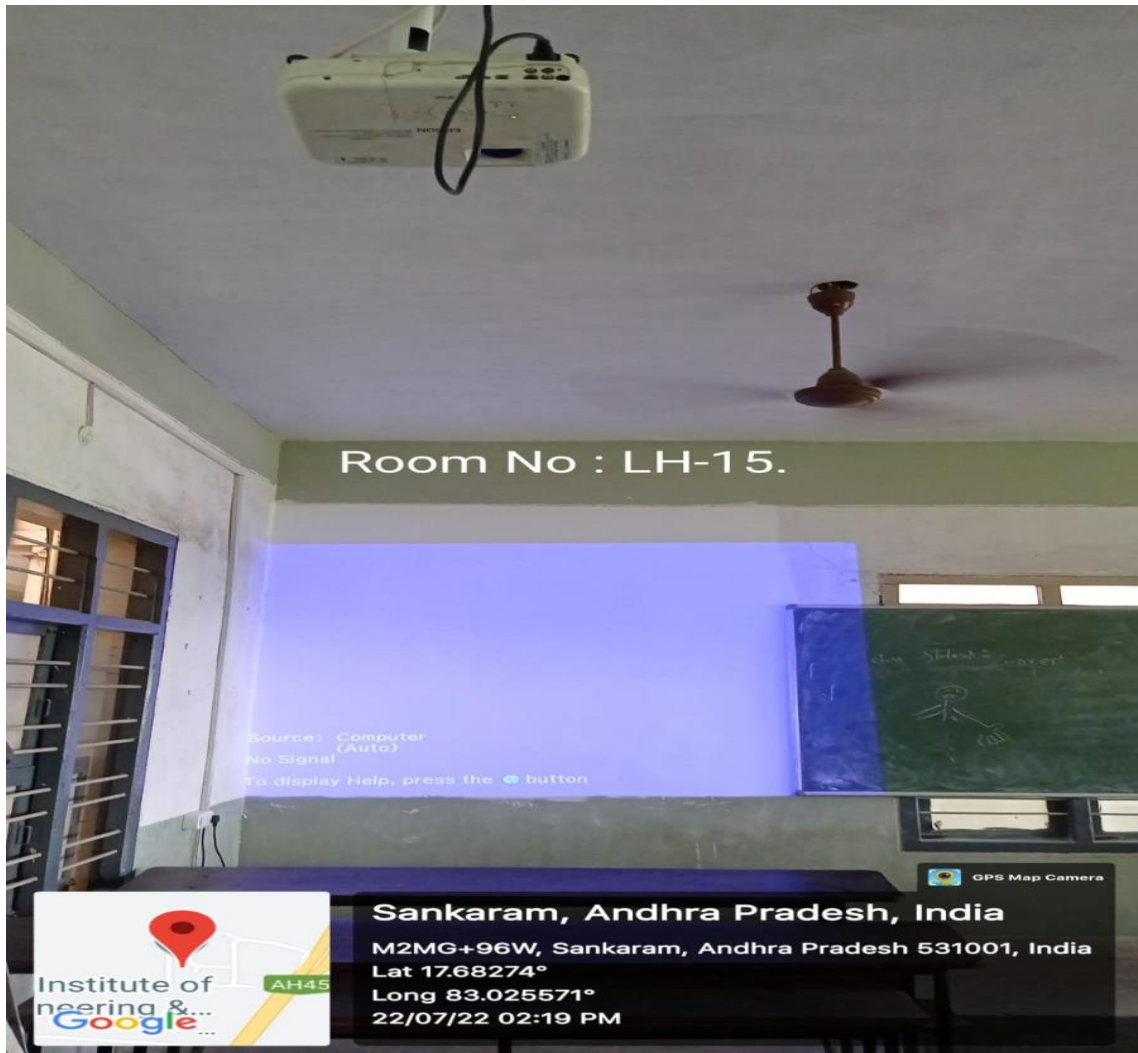 EPSON
Room No : LH-15.
Source: Computer
(Auto)
No Signal
To display Help, press the button
GPS Map Camera
Sankaram, Andhra Pradesh, India
M2MG+96W, Sankaram, Andhra Pradesh 531001, India
Lat 17.68274°
Long 83.025571°
22/07/22 02:19 PM
Institute of
neering &...
AH45
Google